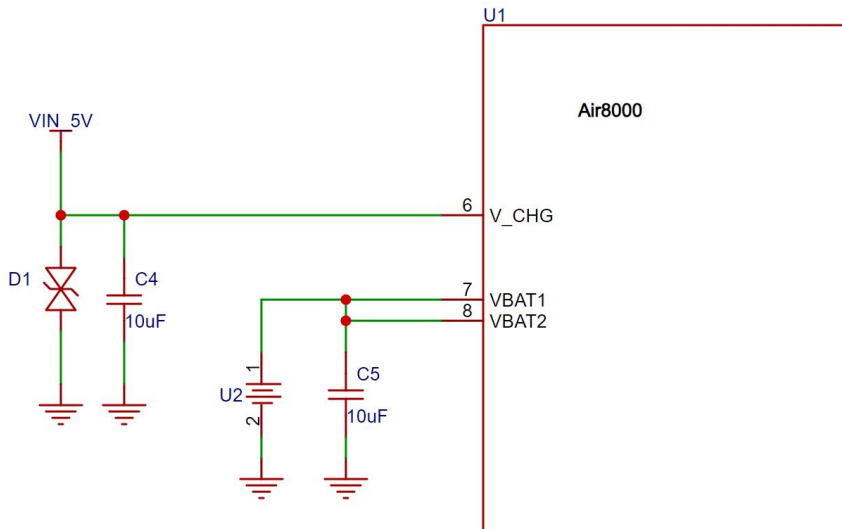 U1
Air8000
VIN_5V
6
V_CHG
D1
C4
10uF
7
VBAT1
8
VBAT2
1
U2
2
C5
10uF